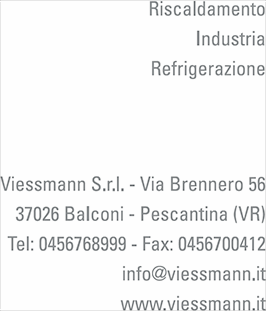 Riscaldamento
Industria
Refrigerazione
Viessmann S.r.l. - Via Brennero 56
37026 Balconi - Pescantina (VR)
Tel: 0456768999 - Fax: 0456700412
info@viessmann.it
www.viessmann.it